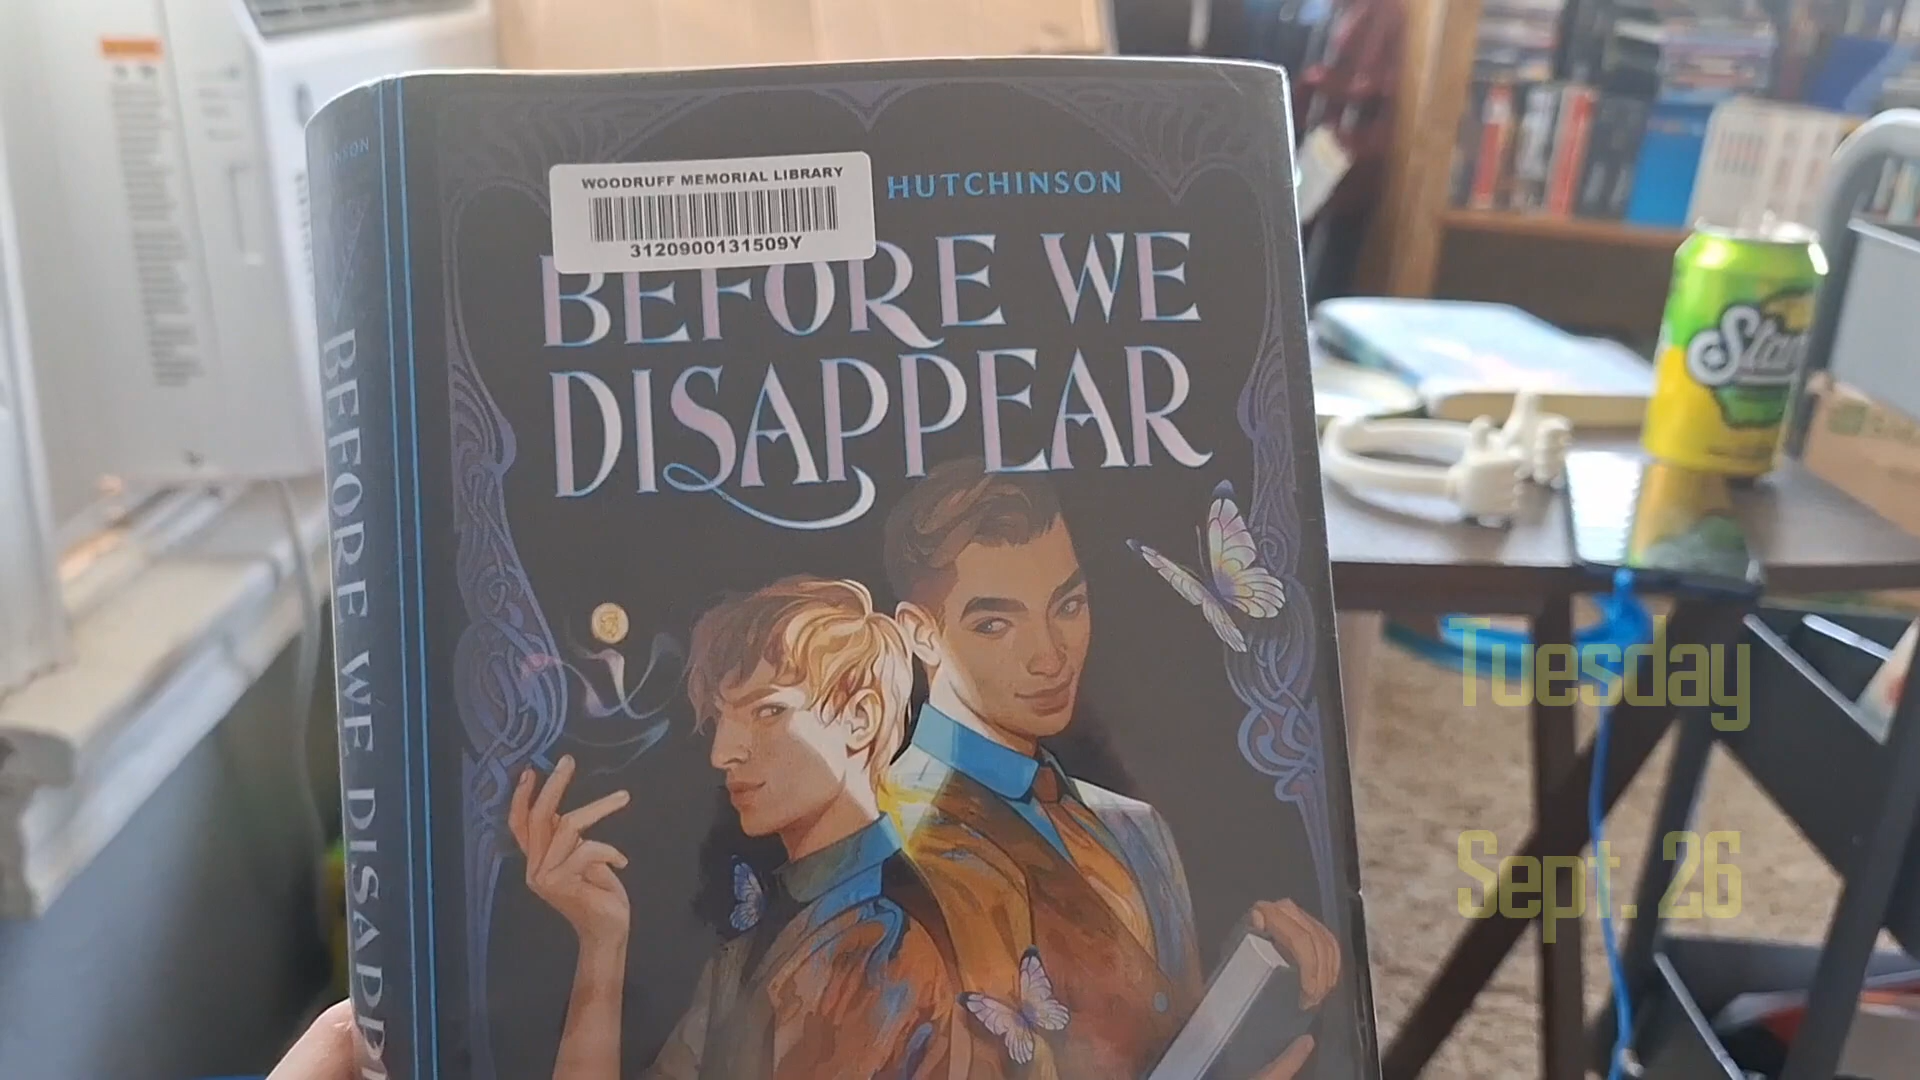 WOODRUFF MEMORIAL LIBRARY
3120900131509Y
HUTCHINSON
BEFORE WE
DISAPPEAR
BEFORE WE DISAPP
Tuesday
Sept. 26